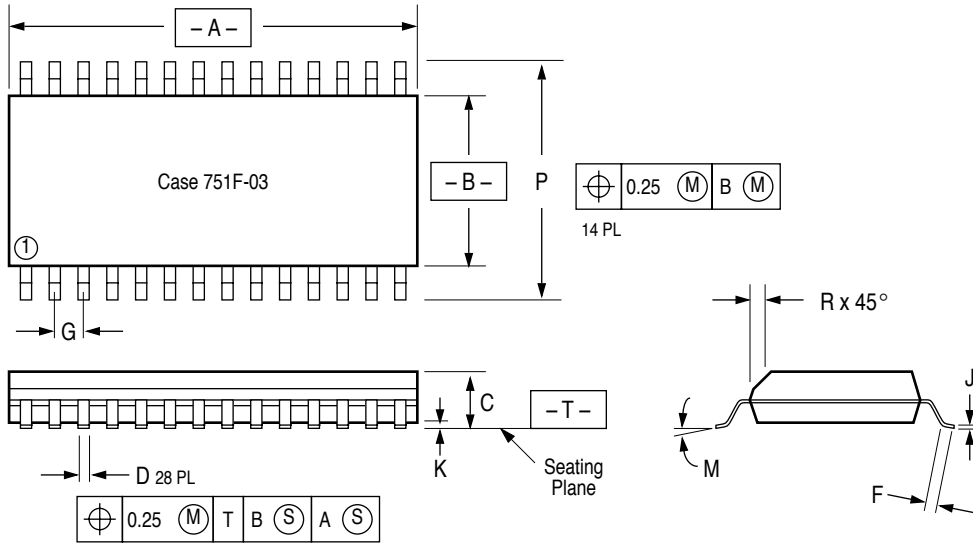 – A –
Case 751F-03
1
– B –
P
⌖ 0.25 Ⓜ B Ⓜ
14 PL
G
R x 45°
C
– T –
J
K
Seating
Plane
M
F
D 28 PL
⌖ 0.25 Ⓜ T B Ⓢ A Ⓢ